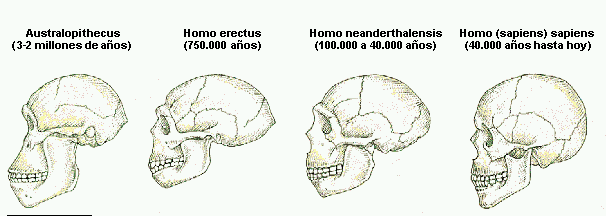 Australopithecus
(3-2 millones de años)
Homo erectus
(750.000 años)
Homo neanderthalensis
(100.000 a 40.000 años)
Homo (sapiens) sapiens
(40.000 años hasta hoy)